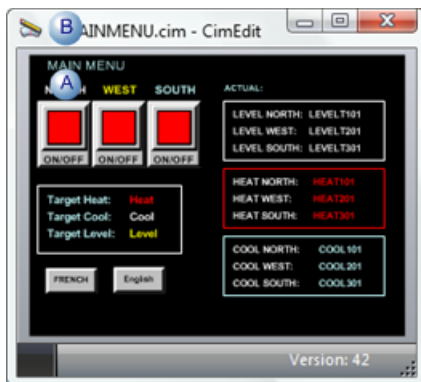 B
MAINMENU.cim - CimEdit
MAIN MENU
A
WEST SOUTH
ACTUAL:
ON/OFF ON/OFF ON/OFF
LEVEL NORTH: LEVELT101
LEVEL WEST: LEVELT201
LEVEL SOUTH: LEVELT301
HEAT NORTH: HEAT101
HEAT WEST: HEAT201
HEAT SOUTH: HEAT301
Target Heat: Heat
Target Cool: Cool
Target Level: Level
COOL NORTH: COOL101
COOL WEST: COOL201
COOL SOUTH: COOL301
FRENCH English
Version: 42